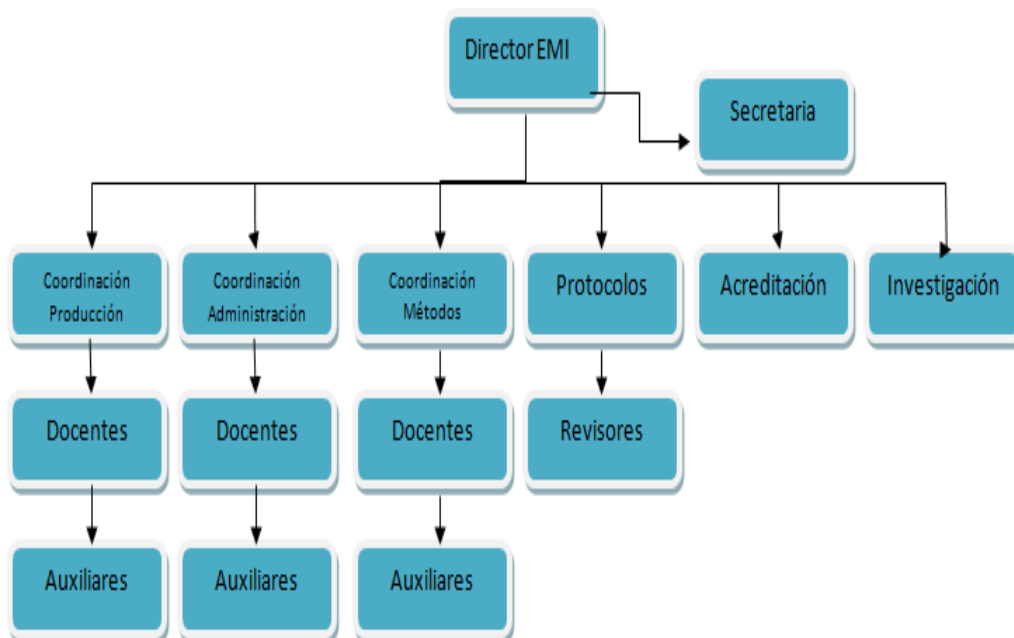 Director EMI
Secretaria
Coordinación
Producción
Coordinación
Administración
Coordinación
Métodos
Protocolos
Acreditación
Investigación
Docentes
Docentes
Docentes
Revisores
Auxiliares
Auxiliares
Auxiliares